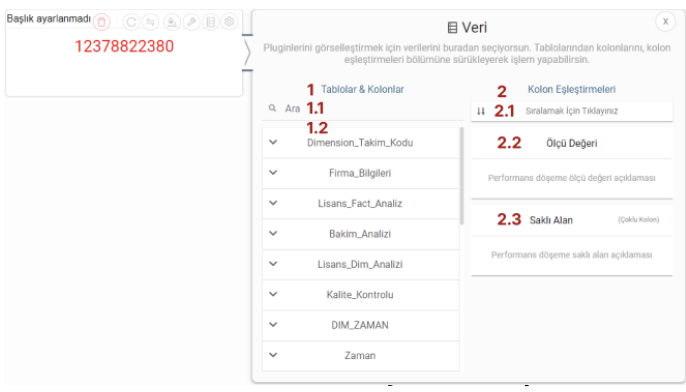 Başlık ayarlanmadı
12378822380
Veri
x
Pluginlerini görselleştirmek için verilerini buradan seçiyorsun. Tablolarından kolonlarını, kolon
eşleştirmeleri bölümüne sürükleyerek işlem yapabilirsin.
1 Tablolar & Kolonlar
Ara 1.1
1.2
Dimension_Takim_Kodu
Firma_Bilgileri
Lisans_Fact_Analiz
Bakim_Analizi
Lisans_Dim_Analizi
Kalite_Kontrolu
DIM_ZAMAN
Zaman
2 Kolon Eşleştirmeleri
2.1 Sıralamak İçin Tıklayınız
2.2 Ölçü Değeri
Performans döşeme ölçü değeri açıklaması
2.3 Saklı Alan (Çoklu Kolon)
Performans döşeme saklı alan açıklaması